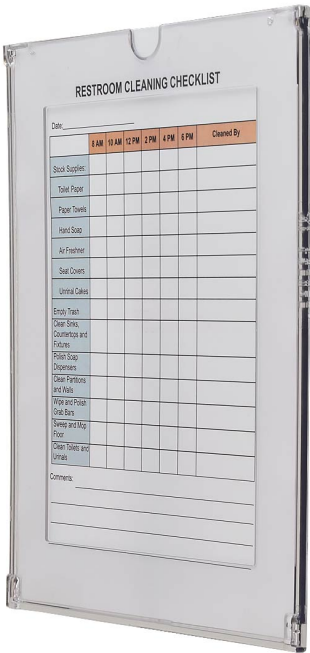 RESTROOM CLEANING CHECKLIST
Date:
8 AM 10 AM 12 PM 2 PM 4 PM 6 PM Cleaned By
Stock Supplies:
Toilet Paper
Paper Towels
Hand Soap
Air Freshner
Seat Covers
Unrinal Cakes
Empty Trash
Clean Sinks,
Countertops and
Fixtures
Polish Soap
Dispensers
Clean Partitions
and Walls
Wipe and Polish
Grab Bars
Sweep and Mop
Floor
Clean Toilets and
Urinals
Comments: